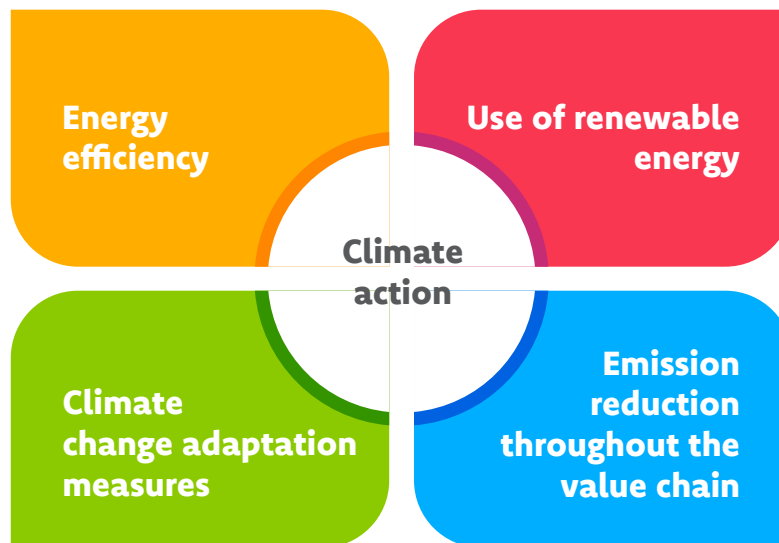 Energy
efficiency
Use of renewable
energy
Climate
action
Climate
change adaptation
measures
Emission
reduction
throughout the
value chain